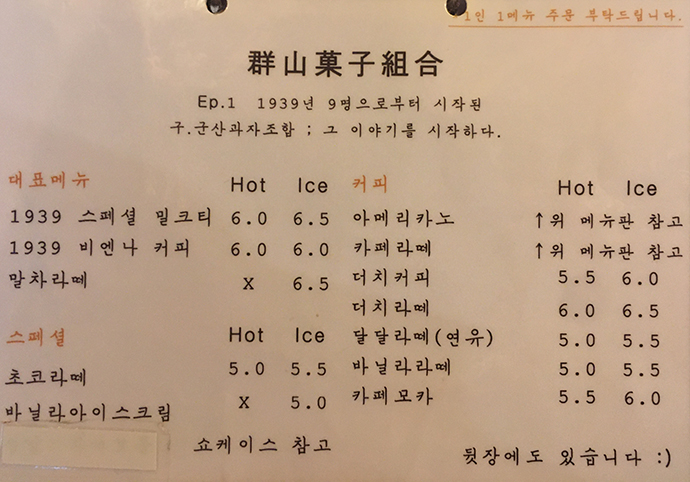 *1인 1메뉴 주문 부탁드립니다.
群山菓子組合
Ep.1 1939년 9명으로부터 시작된
구.군산과자조합 ; 그 이야기를 시작하다.
대표메뉴 Hot Ice
1939 스페셜 밀크티 6.0 6.5
1939 비엔나 커피 6.0 6.0
말차라떼 X 6.5
스페셜 Hot Ice
초코라떼 5.0 5.5
바닐라아이스크림 X 5.0
쇼케이스 참고
커피 Hot Ice
아메리카노 ↑위 메뉴판 참고
카페라떼 ↑위 메뉴판 참고
더치커피 5.5 6.0
더치라떼 6.0 6.5
달달라떼(연유) 5.0 5.5
바닐라라떼 5.0 5.5
카페모카 5.5 6.0
뒷장에도 있습니다 :)